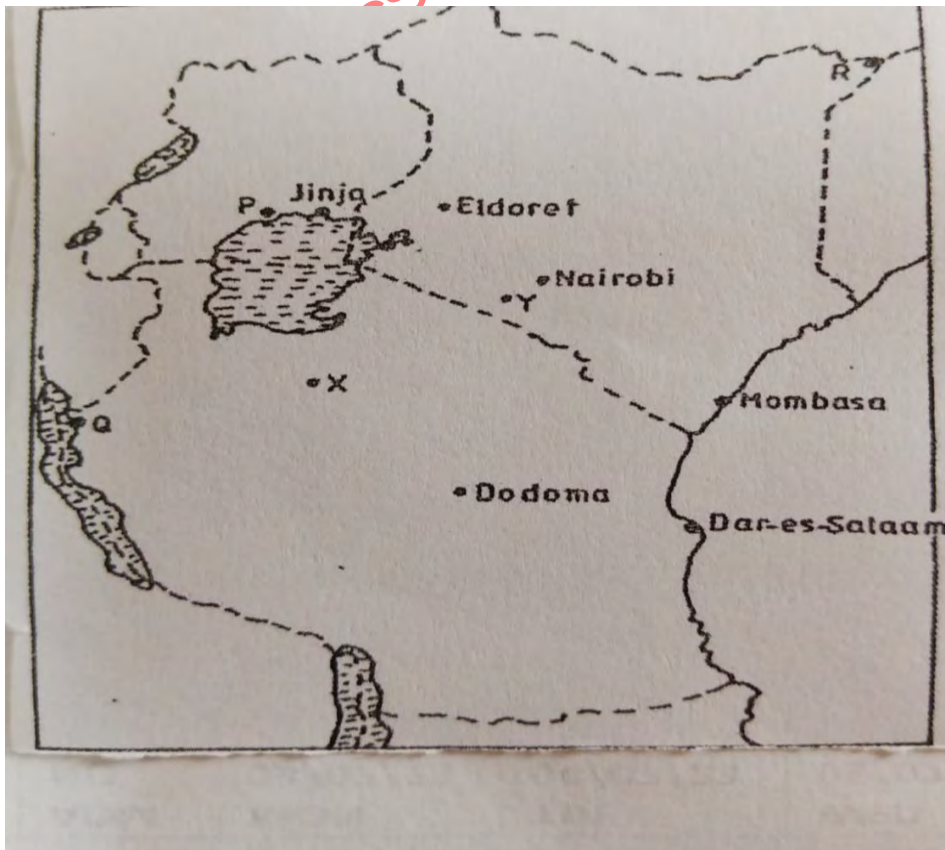 R
P Jinja
Eldoret
Nairobi
Y
X
Mombasa
Q
Dodoma
Dar-es-Salaam